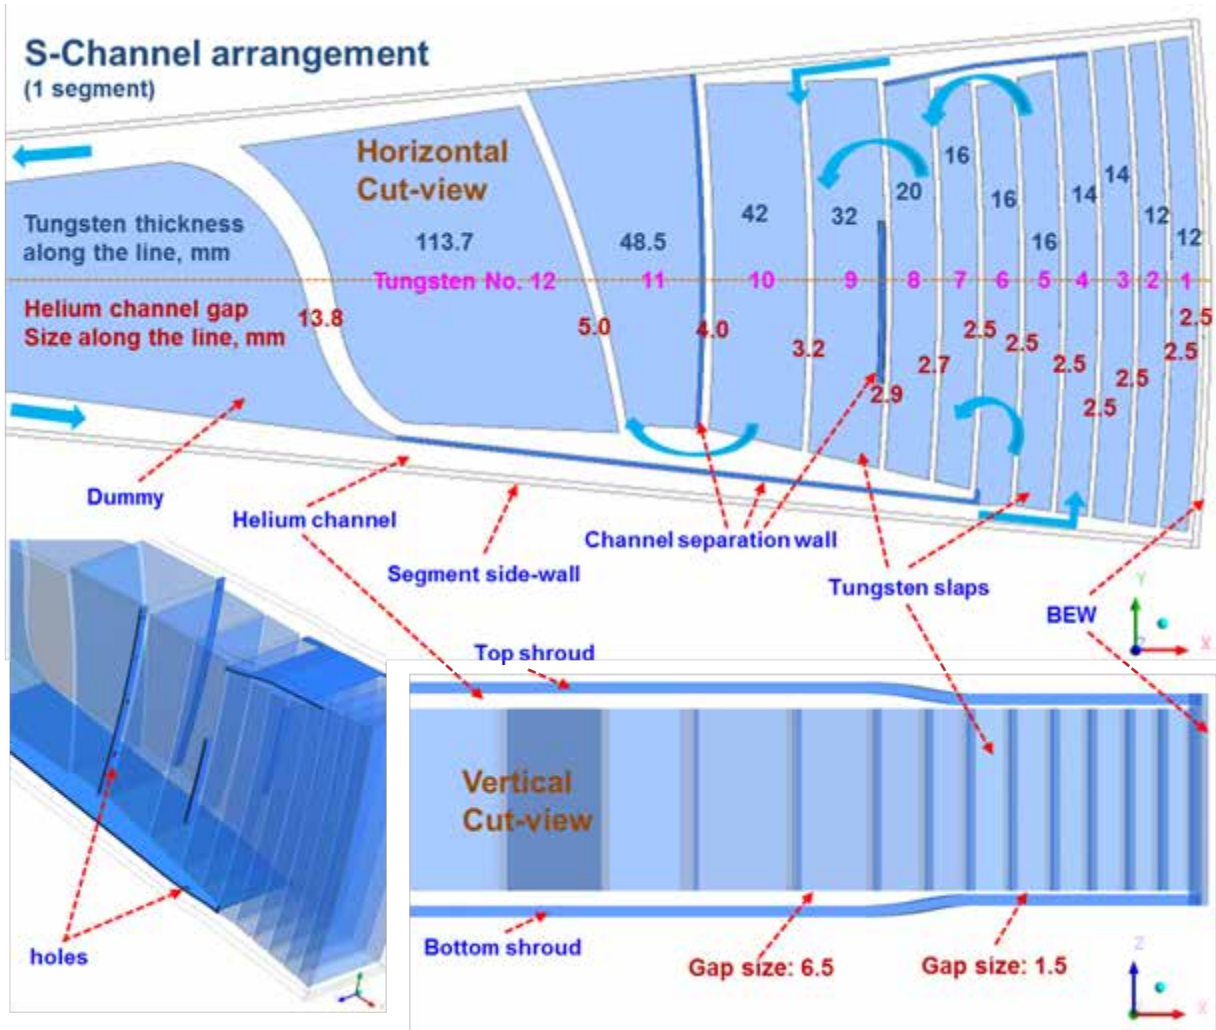 S-Channel arrangement
(1 segment)
Horizontal
Cut-view
Tungsten thickness
along the line, mm
113.7
48.5
42
32
20
16
16
16
14
14
12
12
Tungsten No. 12
11
10
9
8
7
6
5
4
3
2
1
Helium channel gap
Size along the line, mm
13.8
5.0
4.0
3.2
2.9
2.7
2.5
2.5
2.5
2.5
2.5
2.5
2.5
Dummy
Helium channel
Segment side-wall
Channel separation wall
Tungsten slaps
BEW
Y
Z
X
Top shroud
Vertical
Cut-view
holes
Bottom shroud
Gap size: 6.5
Gap size: 1.5
Z
X